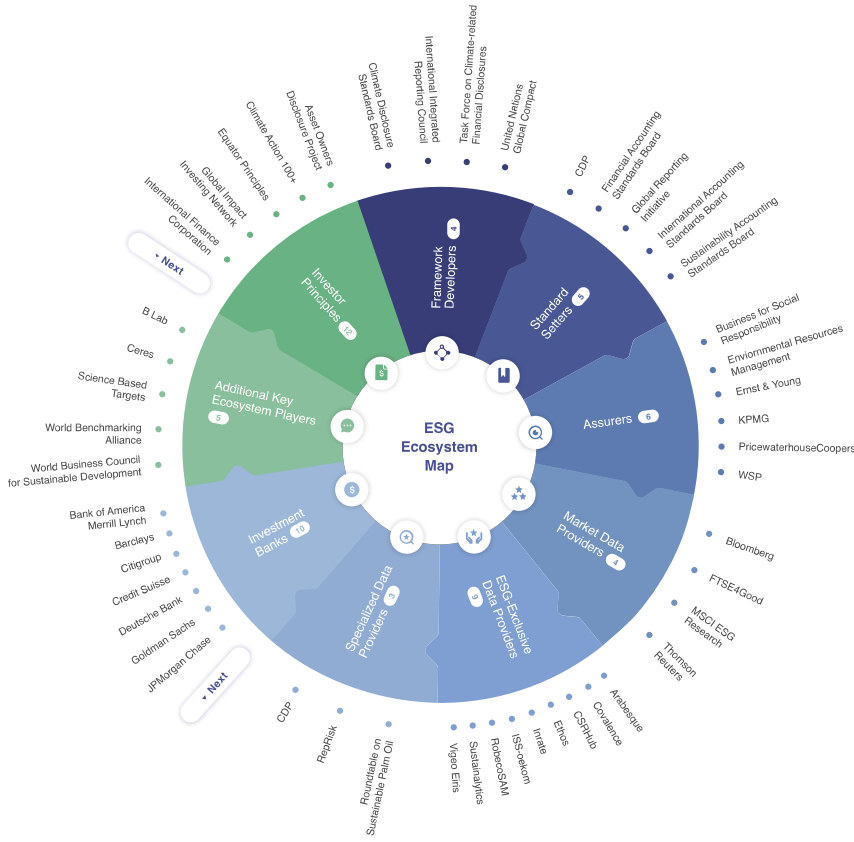 ESG
Ecosystem
Map
Framework
Developers
4
Climate Disclosure
Standards Board
International Integrated
Reporting Council
Task Force on Climate-related
Financial Disclosures
United Nations
Global Compact
Standard
Setters
5
CDP
Financial Accounting
Standards Board
Global Reporting
Initiative
International Accounting
Standards Board
Sustainability Accounting
Standards Board
Assurers 6
Business for Social
Responsibility
Enviornmental Resources
Management
Ernst & Young
KPMG
PricewaterhouseCoopers
WSP
Market Data
Providers 4
Bloomberg
FTSE4Good
MSCI ESG
Research
Thomson
Reuters
ESG-Exclusive
Data Providers
9
Arabesque
Covalence
CSRHub
Ethos
Inrate
ISS-oekom
RobecoSAM
Sustainalytics
Vigeo Eiris
Specialized Data
Providers 3
Roundtable on
Sustainable Palm Oil
RepRisk
CDP
Investment
Banks 10
Next
JPMorgan Chase
Goldman Sachs
Deutsche Bank
Credit Suisse
Citigroup
Barclays
Bank of America
Merrill Lynch
Additional Key
Ecosystem Players
5
World Business Council
for Sustainable Development
World Benchmarking
Alliance
Science Based
Targets
Ceres
B Lab
Investor
Principles 12
Next
International Finance
Corporation
Global Impact
Investing Network
Equator Principles
Climate Action 100+
Asset Owners
Disclosure Project